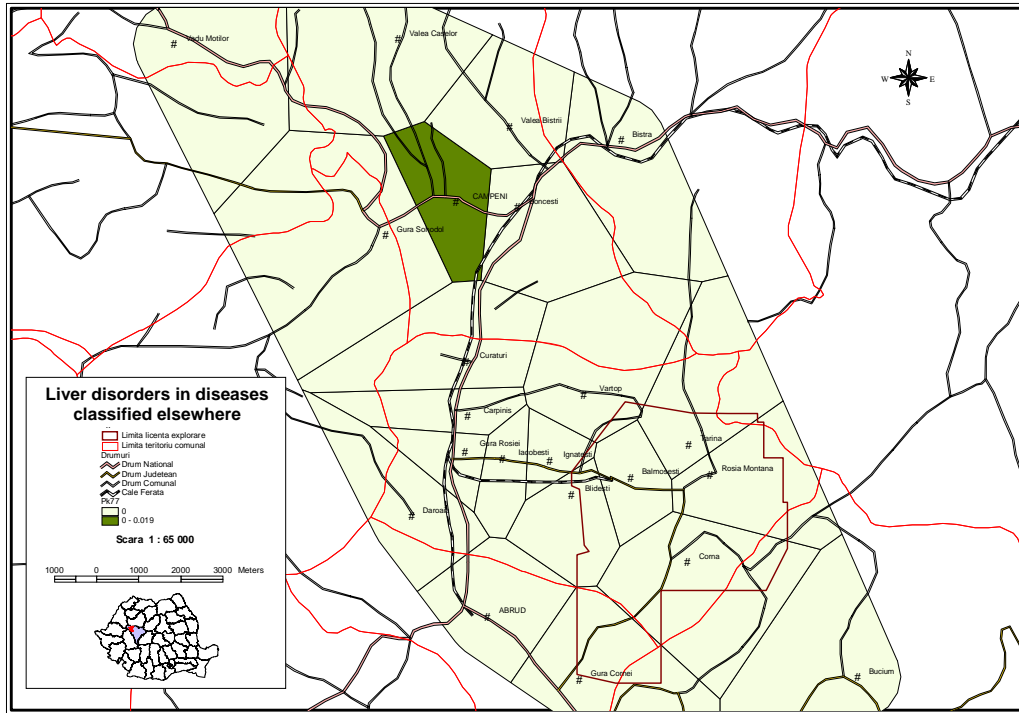 Vadu Motilor
#
Valea Caselor
#
N
W E
S
Valea Bistrii
#
Bistra
#
CAMPENI
#
#
Gura Sohodol
#
Curaturi
#
Vartop
#
Carpinis
#
Gura Rosiei
#
Iacobesti
#
Ignatesti
#
Tarina
#
Balmosesti
#
Rosia Montana
#
Blidesti
#
Daroaia
#
Corna
#
ABRUD
#
Gura Cornei
#
Bucium
#
Liver disorders in diseases
classified elsewhere
Limita licenta explorare
Limita teritoriu comunal
Drumuri
Drum National
Drum Judetean
Drum Comunal
Cale Ferata
Pk77
0
0 - 0.019
Scara 1 : 65 000
1000 0 1000 2000 3000 Meters